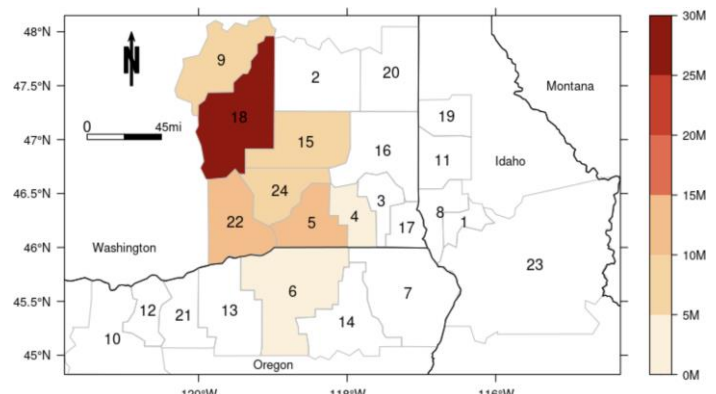 48°N
30M
N
9
2
20
Montana
47.5°N
25M
0
45mi
18
19
47°N
15
16
11
Idaho
20M
46.5°N
24
3
15M
22
5
4
17
8
1
46°N
Washington
23
10M
6
7
45.5°N
12
21
13
14
10
5M
45°N
Oregon
0M
120°W
118°W
116°W